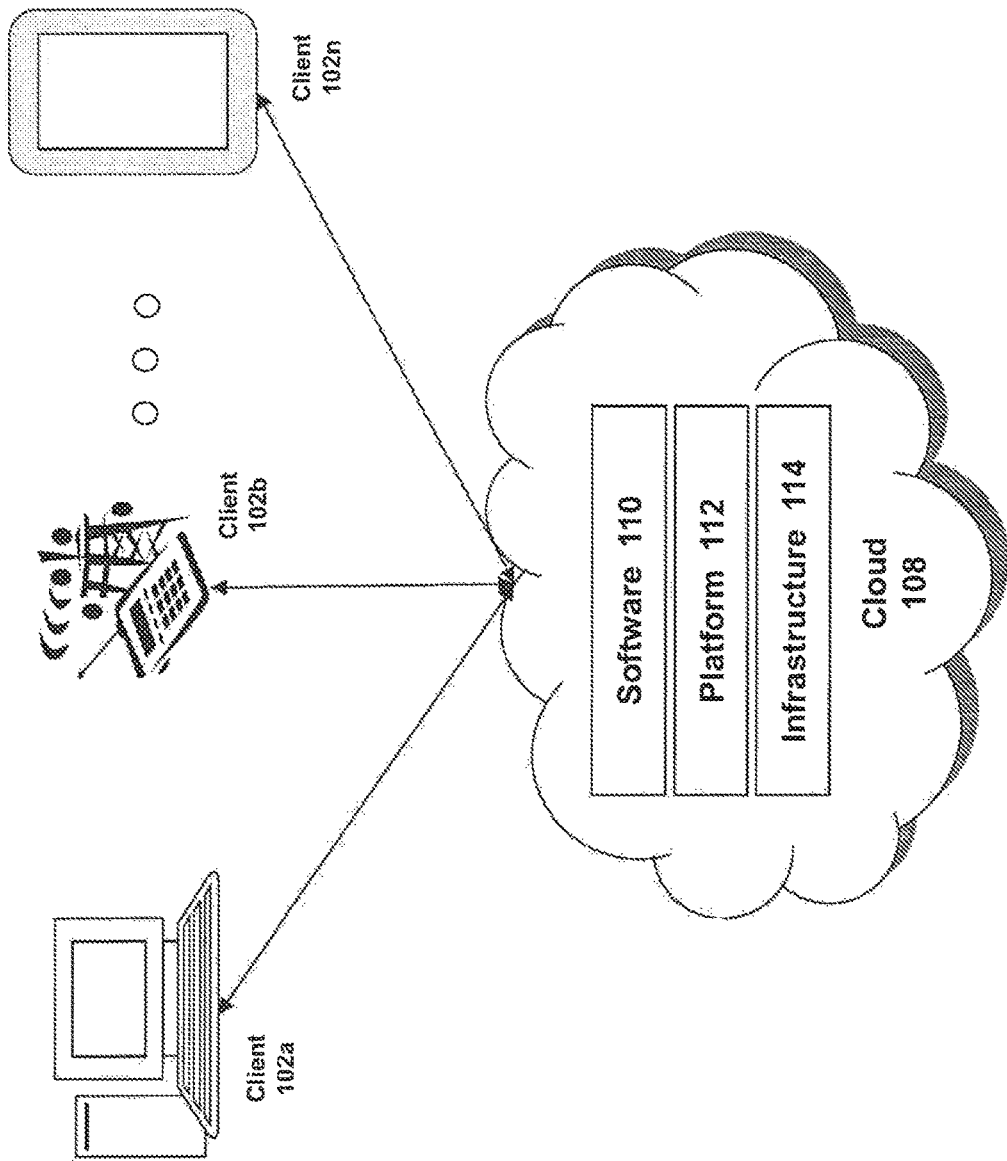 Client
102a
Client
102b
Client
102n
Software 110
Platform 112
Infrastructure 114
Cloud
108